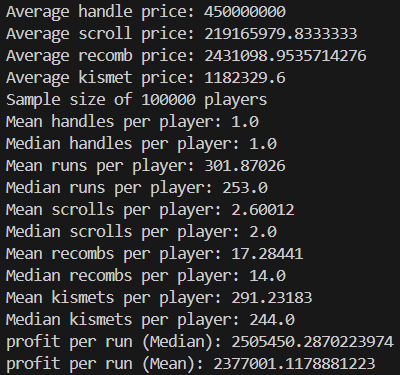 Average handle price: 450000000
Average scroll price: 219165979.8333333
Average recomb price: 2431098.9535714276
Average kismet price: 1182329.6
Sample size of 100000 players
Mean handles per player: 1.0
Median handles per player: 1.0
Mean runs per player: 301.87026
Median runs per player: 253.0
Mean scrolls per player: 2.60012
Median scrolls per player: 2.0
Mean recombs per player: 17.28441
Median recombs per player: 14.0
Mean kismets per player: 291.23183
Median kismets per player: 244.0
profit per run (Median): 2505450.2870223974
profit per run (Mean): 2377001.1178881223